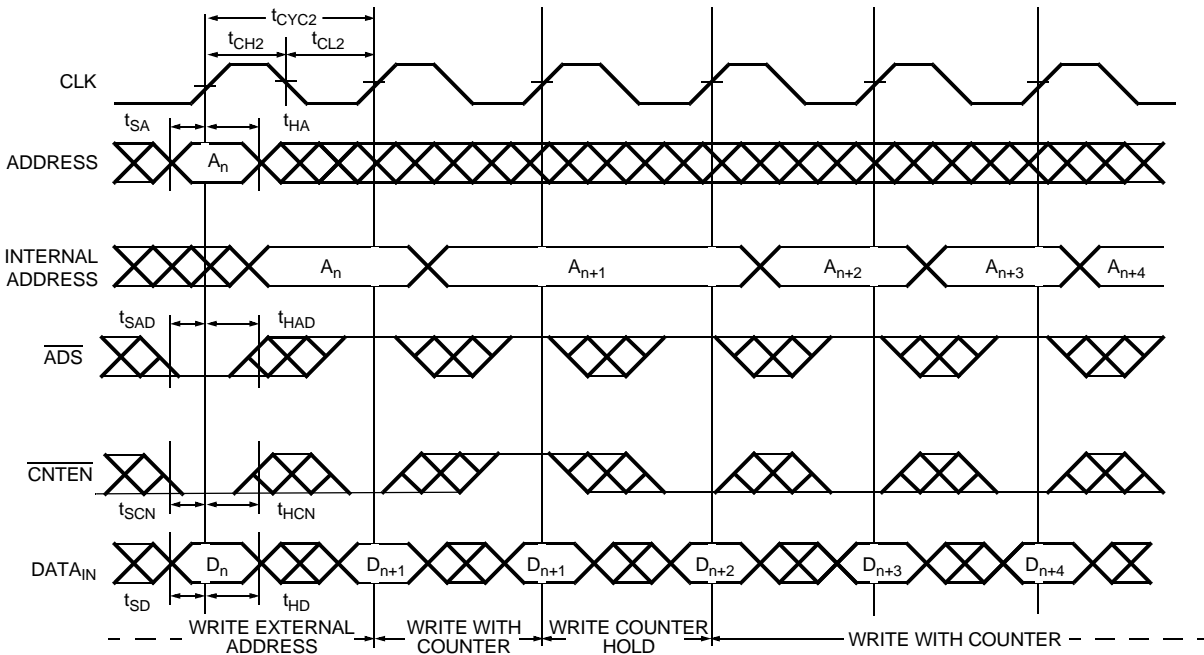 tCYC2
tCH2 tCL2
CLK
tSA tHA
ADDRESS An
INTERNAL
ADDRESS
An An+1 An+2 An+3 An+4
tSAD tHAD
ADS
CNTEN
tSCN tHCN
DATAIN Dn Dn+1 Dn+1 Dn+2 Dn+3 Dn+4
tSD tHD
WRITE EXTERNAL
ADDRESS
WRITE WITH
COUNTER
WRITE COUNTER
HOLD
WRITE WITH COUNTER